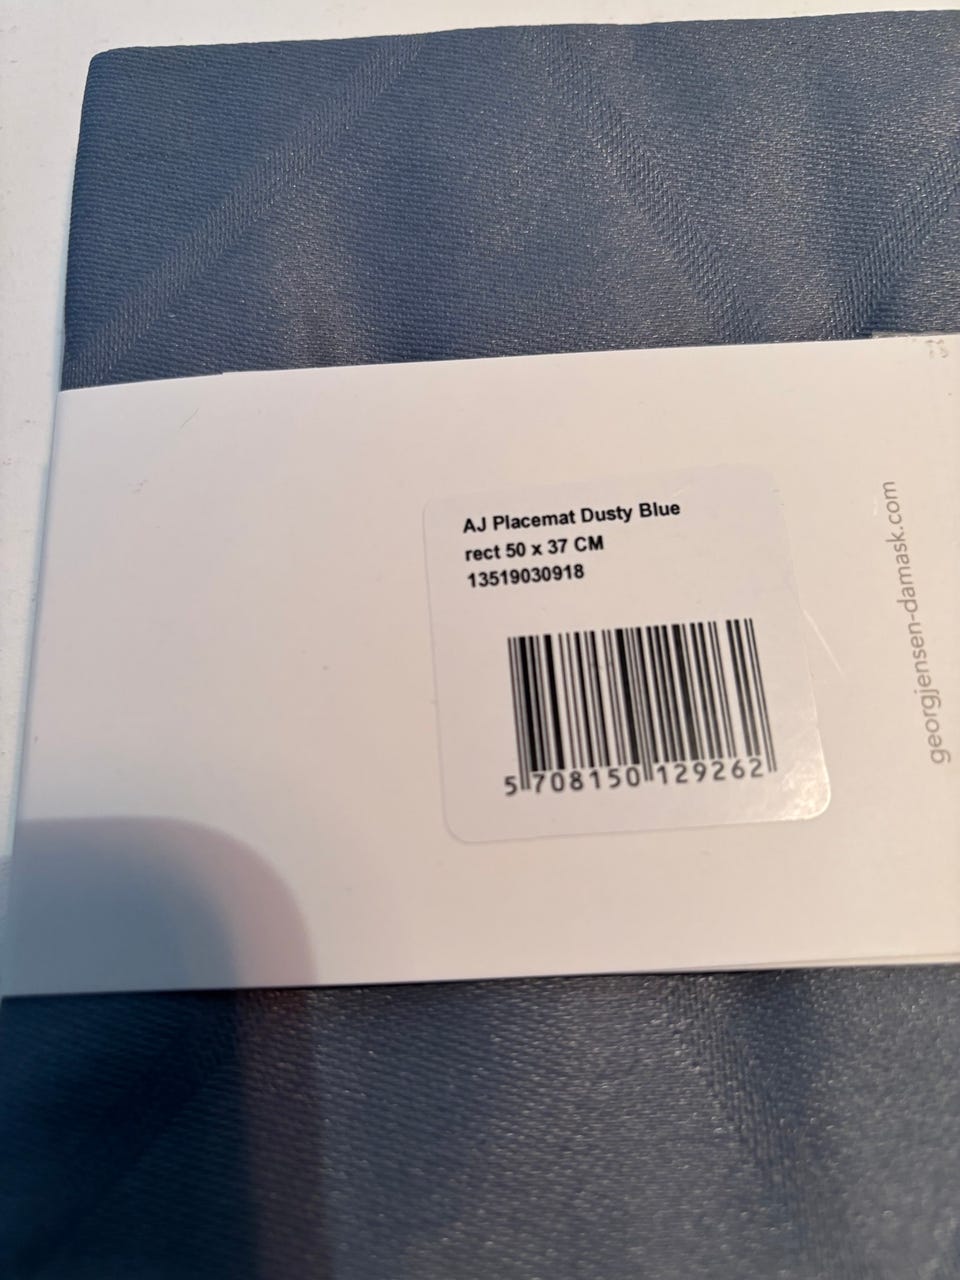 AJ Placemat Dusty Blue
rect 50 x 37 CM
13519030918
5 708150 129262
georgjensen-damask.com